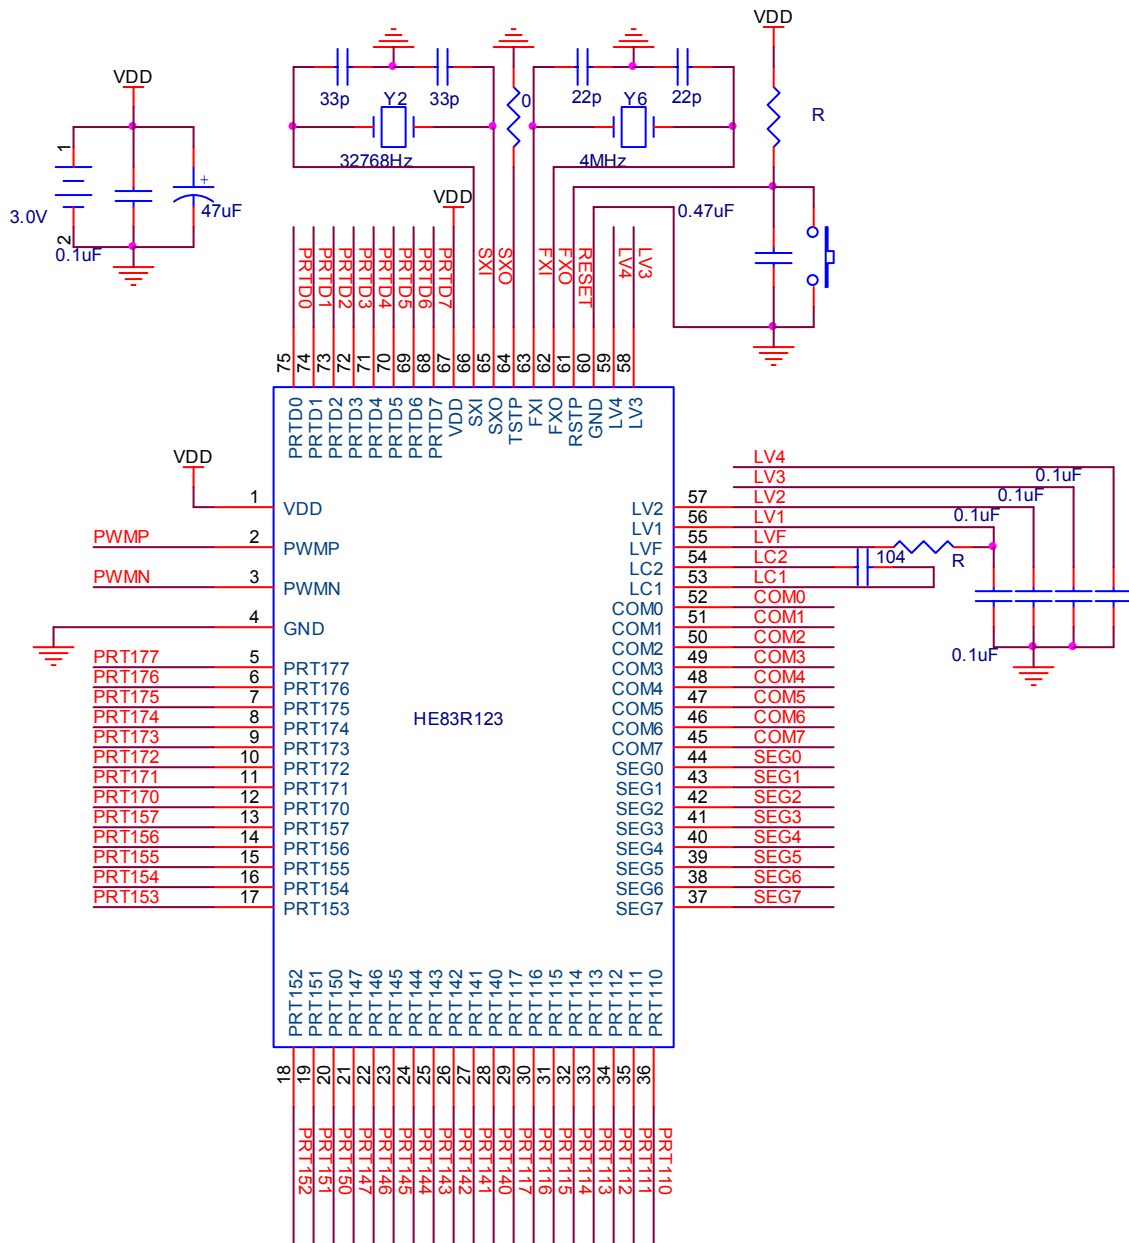 VDD
VDD
33p
Y2
33p
0
22p
Y6
22p
R
32768Hz
4MHz
1
3.0V
2
0.1uF
+
47uF
VDD
0.47uF
PRTD0
PRTD1
PRTD2
PRTD3
PRTD4
PRTD5
PRTD6
PRTD7
SXI
SXO
FXI
FXO
RESET
LV4
LV3
75
74
73
72
71
70
69
68
67
66
65
64
63
62
61
60
59
58
PRTD0
PRTD1
PRTD2
PRTD3
PRTD4
PRTD5
PRTD6
PRTD7
VDD
SXI
SXO
TSTP
FXI
FXO
RSTP
GND
LV4
LV3
VDD
1 VDD
PWMP 2 PWMP
PWMN 3 PWMN
4 GND
PRT177 5 PRT177
PRT176 6 PRT176
PRT175 7 PRT175
PRT174 8 PRT174
PRT173 9 PRT173
PRT172 10 PRT172
PRT171 11 PRT171
PRT170 12 PRT170
PRT157 13 PRT157
PRT156 14 PRT156
PRT155 15 PRT155
PRT154 16 PRT154
PRT153 17 PRT153
HE83R123
LV4
LV3
LV2 57 LV2
LV1 56 LV1
LVF 55 LVF
LC2 54 LC2
LC1 53 LC1
COM0 52 COM0
COM1 51 COM1
COM2 50 COM2
COM3 49 COM3
COM4 48 COM4
COM5 47 COM5
COM6 46 COM6
COM7 45 COM7
SEG0 44 SEG0
SEG1 43 SEG1
SEG2 42 SEG2
SEG3 41 SEG3
SEG4 40 SEG4
SEG5 39 SEG5
SEG6 38 SEG6
SEG7 37 SEG7
0.1uF
0.1uF
0.1uF
104
R
0.1uF
PRT152
PRT151
PRT150
PRT147
PRT146
PRT145
PRT144
PRT143
PRT142
PRT141
PRT140
PRT117
PRT116
PRT115
PRT114
PRT113
PRT112
PRT111
PRT110
18
19
20
21
22
23
24
25
26
27
28
29
30
31
32
33
34
35
36
PRT152
PRT151
PRT150
PRT147
PRT146
PRT145
PRT144
PRT143
PRT142
PRT141
PRT140
PRT117
PRT116
PRT115
PRT114
PRT113
PRT112
PRT111
PRT110